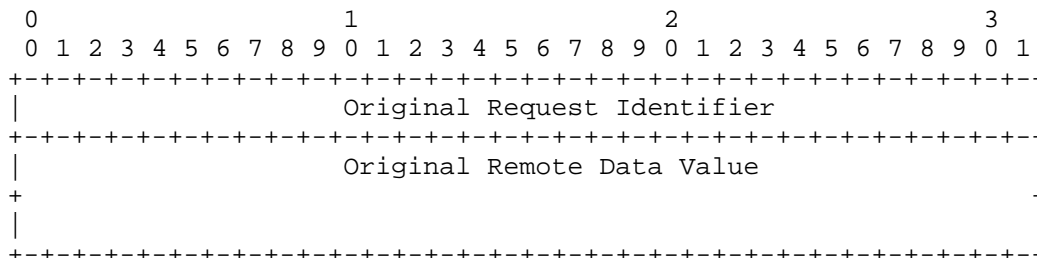 0                   1                   2                   3
 0 1 2 3 4 5 6 7 8 9 0 1 2 3 4 5 6 7 8 9 0 1 2 3 4 5 6 7 8 9 0 1
+-+-+-+-+-+-+-+-+-+-+-+-+-+-+-+-+-+-+-+-+-+-+-+-+-+-+-+-+-+-+-+-
|                    Original Request Identifier
+-+-+-+-+-+-+-+-+-+-+-+-+-+-+-+-+-+-+-+-+-+-+-+-+-+-+-+-+-+-+-+-
|                    Original Remote Data Value
+                                                               -
|
+-+-+-+-+-+-+-+-+-+-+-+-+-+-+-+-+-+-+-+-+-+-+-+-+-+-+-+-+-+-+-+-